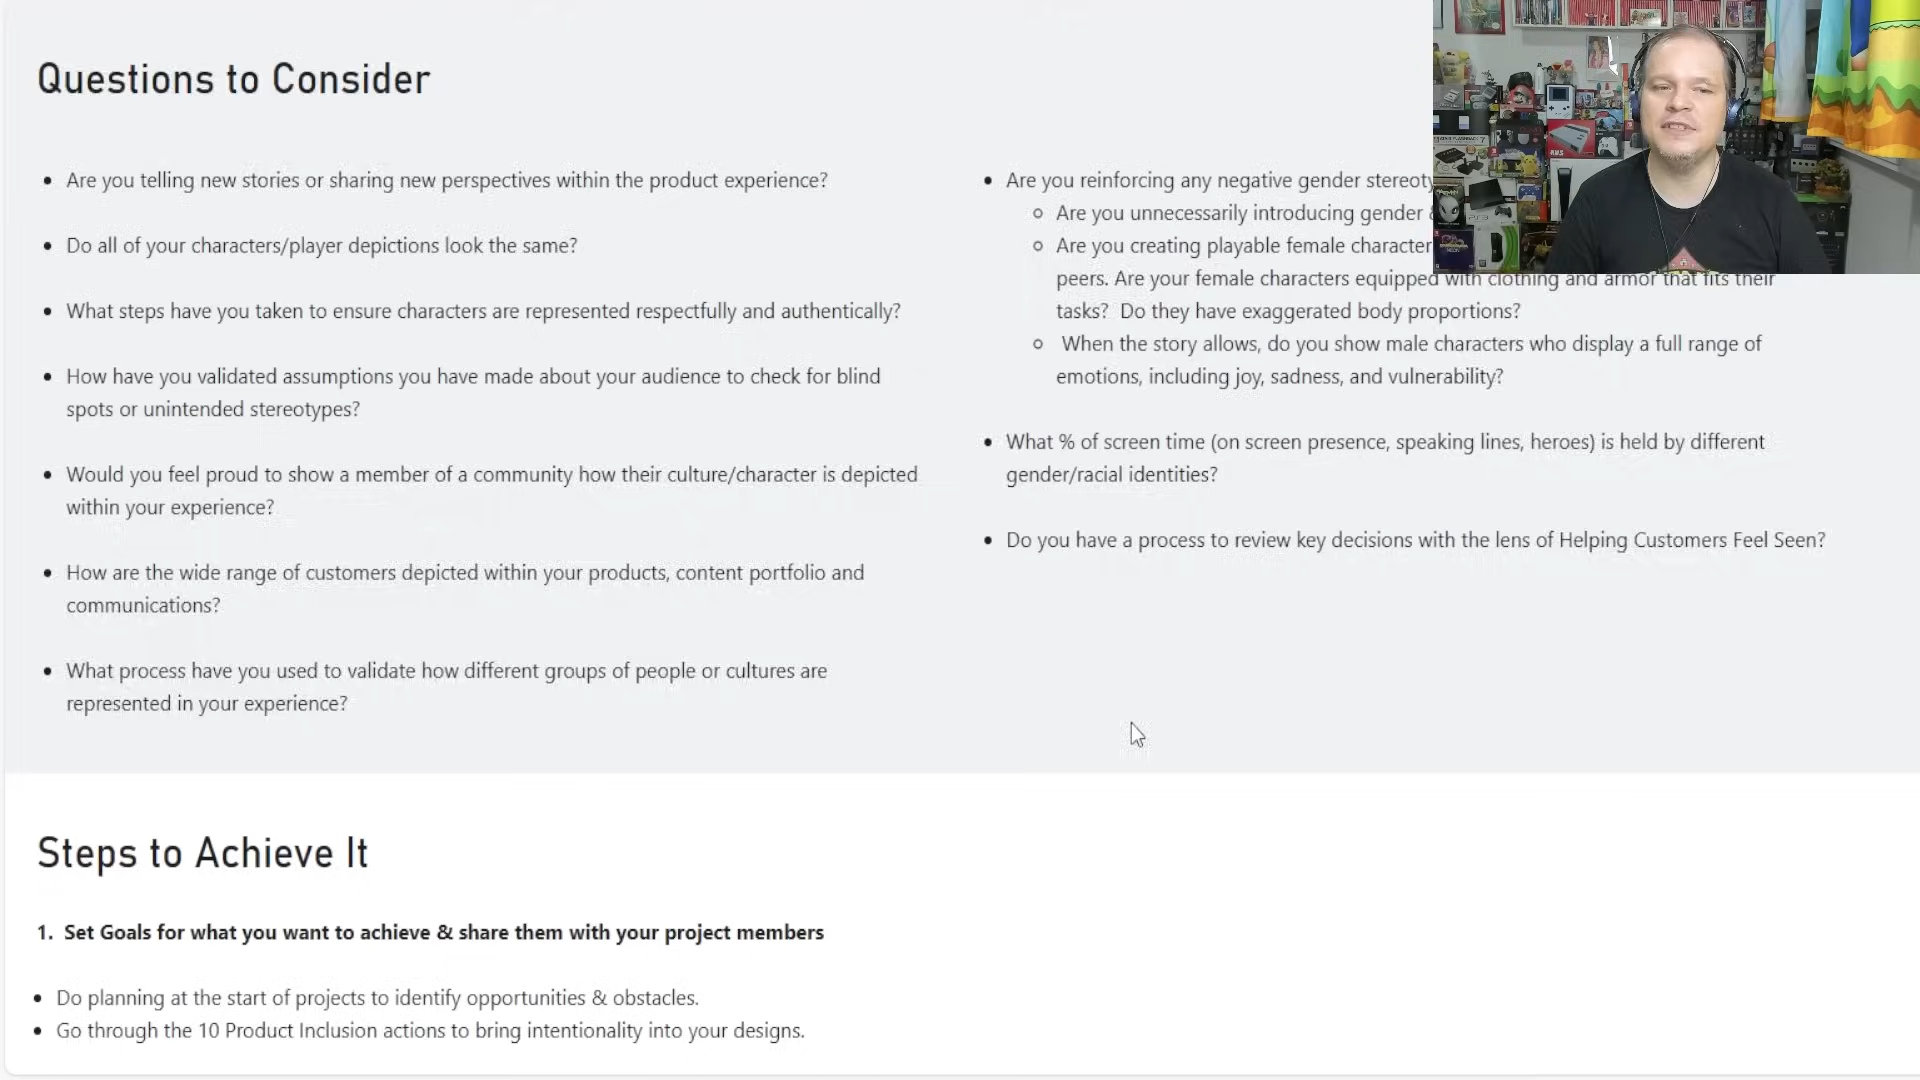 Questions to Consider
Are you telling new stories or sharing new perspectives within the product experience?
Do all of your characters/player depictions look the same?
What steps have you taken to ensure characters are represented respectfully and authentically?
How have you validated assumptions you have made about your audience to check for blind
spots or unintended stereotypes?
Would you feel proud to show a member of a community how their culture/character is depicted
within your experience?
How are the wide range of customers depicted within your products, content portfolio and
communications?
What process have you used to validate how different groups of people or cultures are
represented in your experience?
Are you reinforcing any negative gender
Are you unnecessarily introducing gender
Are you creating playable female
peers. Are your female characters equipped with clothing and armor that fits their
tasks? Do they have exaggerated body proportions?
When the story allows, do you show male characters who display a full range of
emotions, including joy, sadness, and vulnerability?
What % of screen time (on screen presence, speaking lines, heroes) is held by different
gender/racial identities?
Do you have a process to review key decisions with the lens of Helping Customers Feel Seen?
Steps to Achieve It
1. Set Goals for what you want to achieve & share them with your project members
Do planning at the start of projects to identify opportunities & obstacles.
Go through the 10 Product Inclusion actions to bring intentionality into your designs.